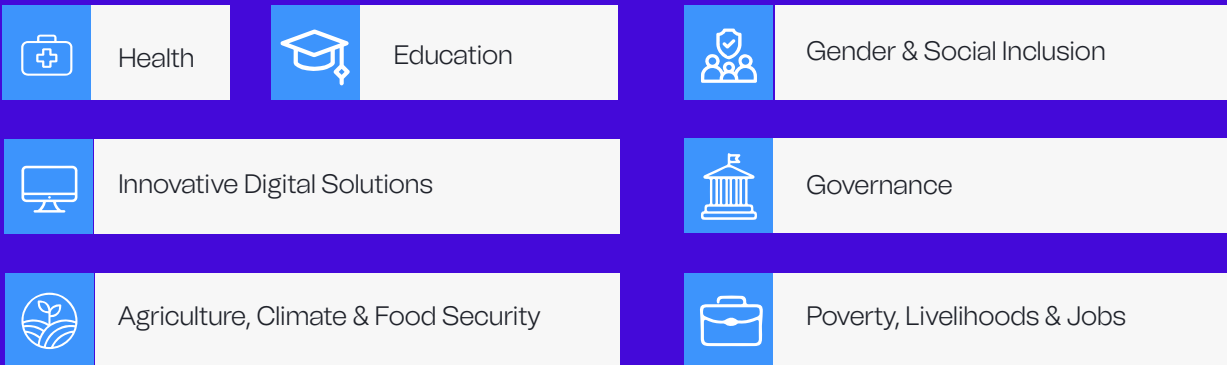 Health
Education
Gender & Social Inclusion
Innovative Digital Solutions
Governance
Agriculture, Climate & Food Security
Poverty, Livelihoods & Jobs